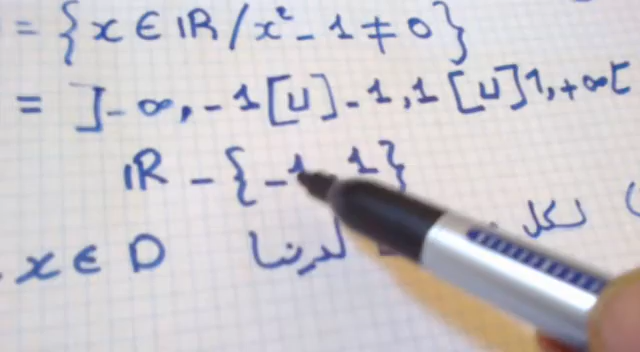 = {x ∈ IR / x² - 1 ≠ 0}
= ]-∞, -1[U]-1, 1[U]1, +∞[
IR - {-1, 1}
لكل x ∈ D لدينا